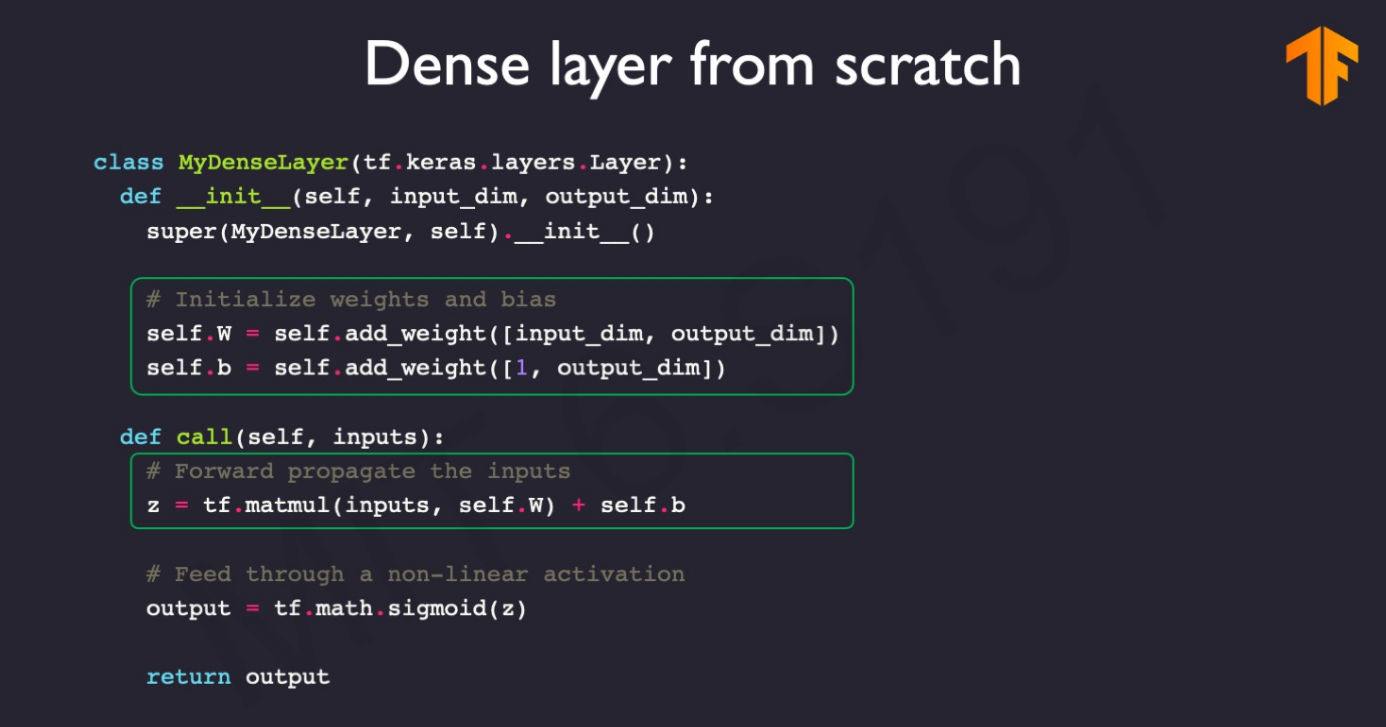 Dense layer from scratch
class MyDenseLayer(tf.keras.layers.Layer):
  def __init__(self, input_dim, output_dim):
    super(MyDenseLayer, self).__init__()
    # Initialize weights and bias
    self.W = self.add_weight([input_dim, output_dim])
    self.b = self.add_weight([1, output_dim])
  def call(self, inputs):
    # Forward propagate the inputs
    z = tf.matmul(inputs, self.W) + self.b
    # Feed through a non-linear activation
    output = tf.math.sigmoid(z)
    return output
MIT 6.S191